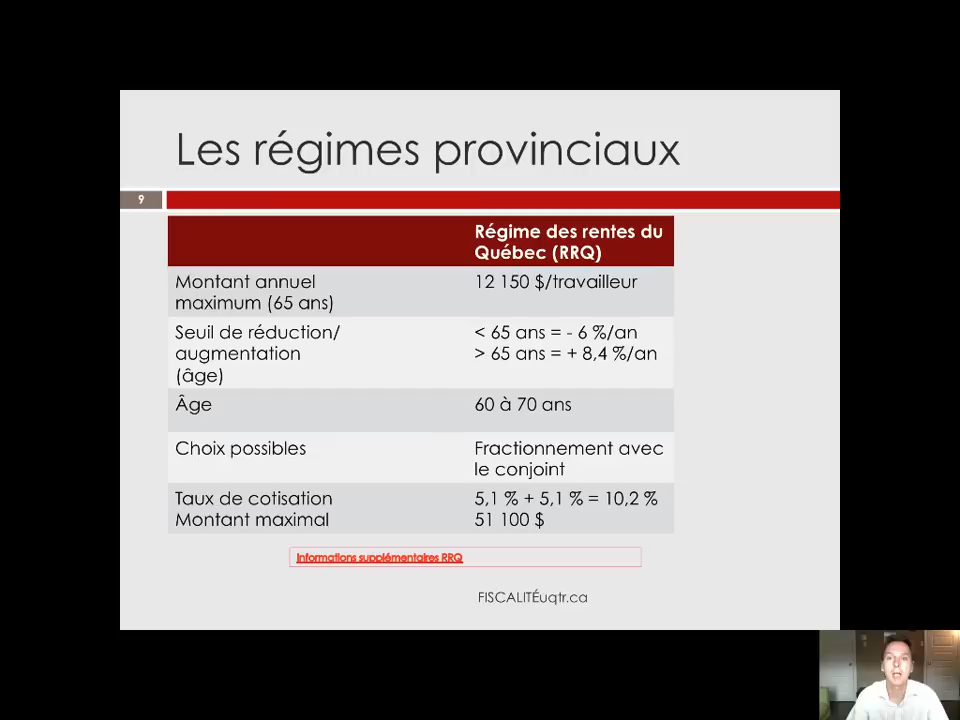 Les régimes provinciaux
9
Régime des rentes du
Québec (RRQ)
Montant annuel
maximum (65 ans)
12 150 $/travailleur
Seuil de réduction/
augmentation
(âge)
< 65 ans = - 6 %/an
> 65 ans = + 8,4 %/an
Âge
60 à 70 ans
Choix possibles
Fractionnement avec
le conjoint
Taux de cotisation
Montant maximal
5,1 % + 5,1 % = 10,2 %
51 100 $
Informations supplémentaires RRQ
FISCALITÉuqtr.ca